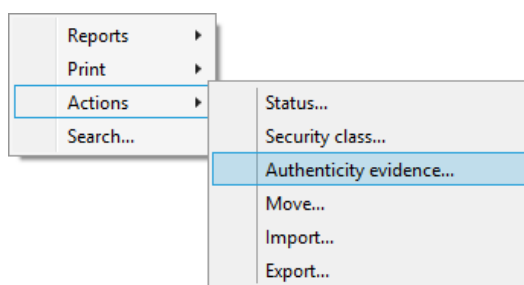 Reports
Print
Actions
Search...
Status...
Security class...
Authenticity evidence...
Move...
Import...
Export...